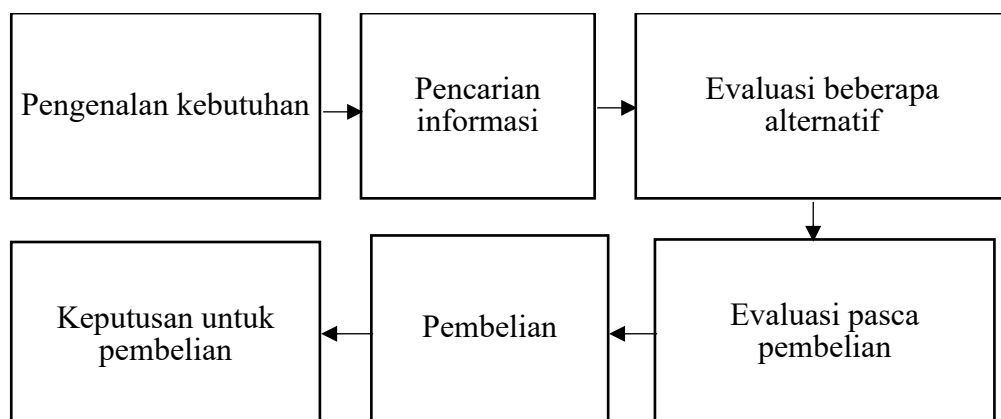 Pengenalan kebutuhan
Pencarian
informasi
Evaluasi beberapa
alternatif
Keputusan untuk
pembelian
Pembelian
Evaluasi pasca
pembelian